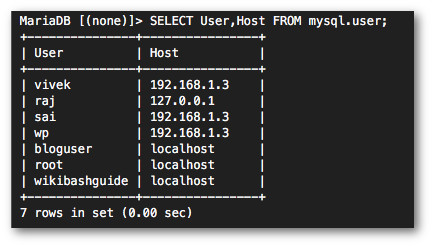 MariaDB [(none)]> SELECT User,Host FROM mysql.user;
+---------------+----------------+
| User          | Host           |
+---------------+----------------+
| vivek         | 192.168.1.3    |
| raj           | 127.0.0.1      |
| sai           | 192.168.1.3    |
| wp            | 192.168.1.3    |
| bloguser      | localhost      |
| root          | localhost      |
| wikibashguide | localhost      |
+---------------+----------------+
7 rows in set (0.00 sec)